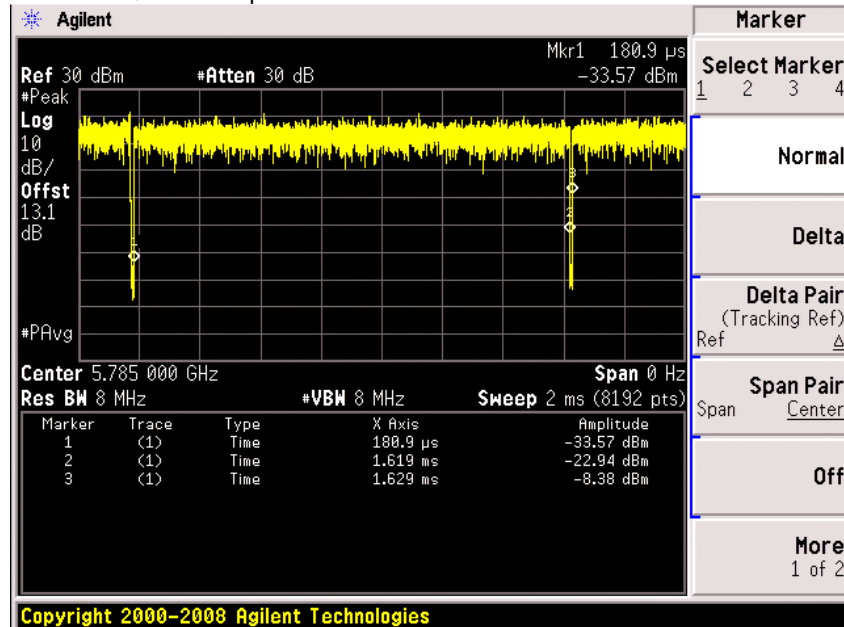 Agilent
Marker
Mkr1 180.9 µs
Ref 30 dBm #Atten 30 dB -33.57 dBm
#Peak
Log
10
dB/
Offst
13.1
dB
1
2
3
#PAvg
Center 5.785 000 GHz Span 0 Hz
Res BW 8 MHz #VBW 8 MHz Sweep 2 ms (8192 pts)
Marker Trace Type X Axis Amplitude
1 (1) Time 180.9 µs -33.57 dBm
2 (1) Time 1.619 ms -22.94 dBm
3 (1) Time 1.629 ms -8.38 dBm
Select Marker
1 2 3 4
Normal
Delta
Delta Pair
(Tracking Ref)
Ref Δ
Span Pair
Span Center
Off
More
1 of 2
Copyright 2000-2008 Agilent Technologies